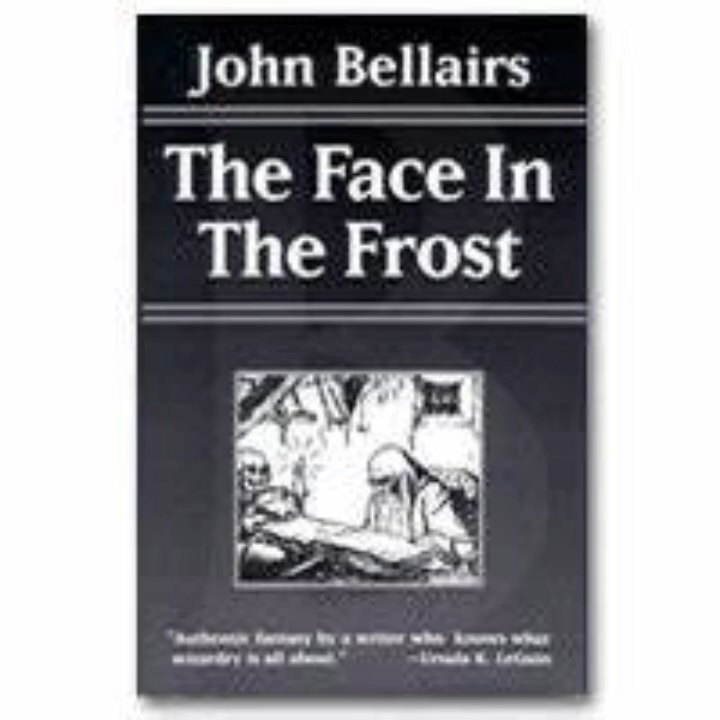 John Bellairs
The Face In
The Frost
"Authentic fantasy by a writer who knows what
wizardry is all about."  —Ursula K. LeGuin